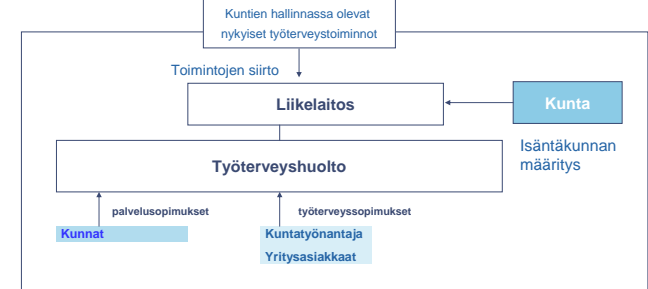 Kuntien hallinnassa olevat
nykyiset työterveystoiminnot
Toimintojen siirto
Liikelaitos
Kunta
Isäntäkunnan
määritys
Työterveyshuolto
palvelusopimukset
työterveyssopimukset
Kunnat
Kuntatyönantaja
Yritysasiakkaat